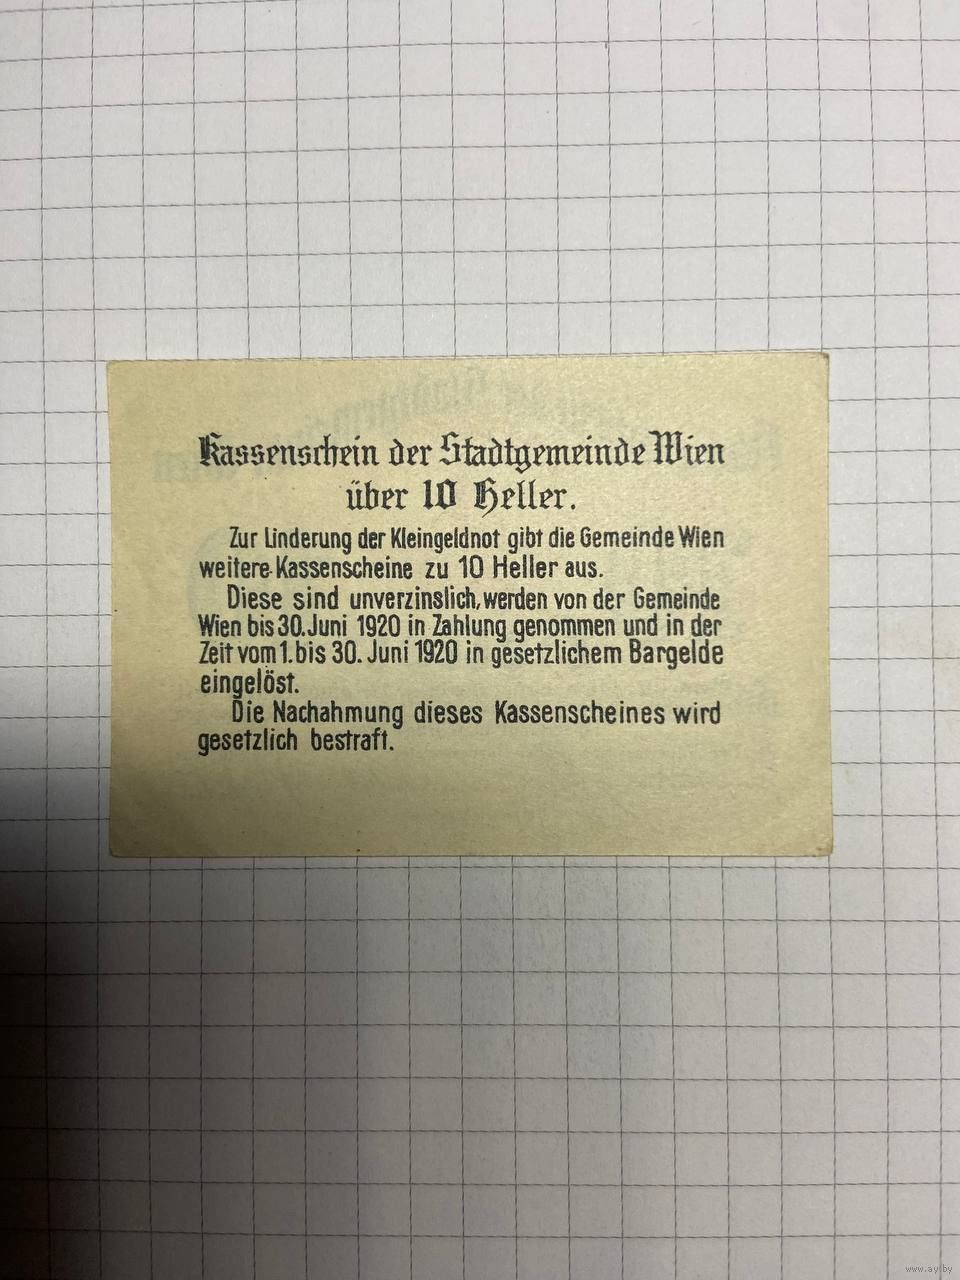 Kassenschein der Stadtgemeinde Wien
über 10 Heller.
Zur Linderung der Kleingeldnot gibt die Gemeinde Wien
weitere Kassenscheine zu 10 Heller aus.
Diese sind unverzinslich, werden von der Gemeinde
Wien bis 30. Juni 1920 in Zahlung genommen und in der
Zeit vom 1. bis 30. Juni 1920 in gesetzlichem Bargelde
eingelöst.
Die Nachahmung dieses Kassenscheines wird
gesetzlich bestraft.
www.ay.by